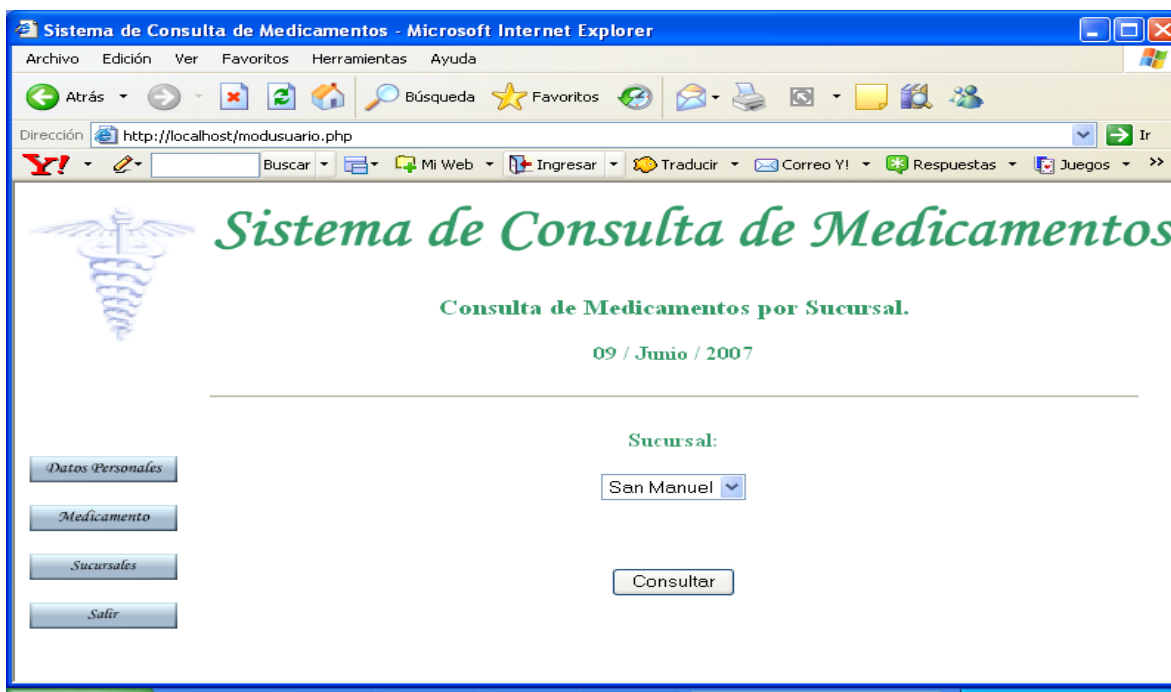 Sistema de Consulta de Medicamentos - Microsoft Internet Explorer
Archivo Edición Ver Favoritos Herramientas Ayuda
Atrás Búsqueda Favoritos
Dirección http://localhost/modusuario.php Ir
Y! Buscar Mi Web Ingresar Traducir Correo Y! Respuestas Juegos >>
Sistema de Consulta de Medicamentos
Consulta de Medicamentos por Sucursal.
09 / Junio / 2007
Sucursal:
San Manuel
Consultar
Datos Personales
Medicamento
Sucursales
Salir